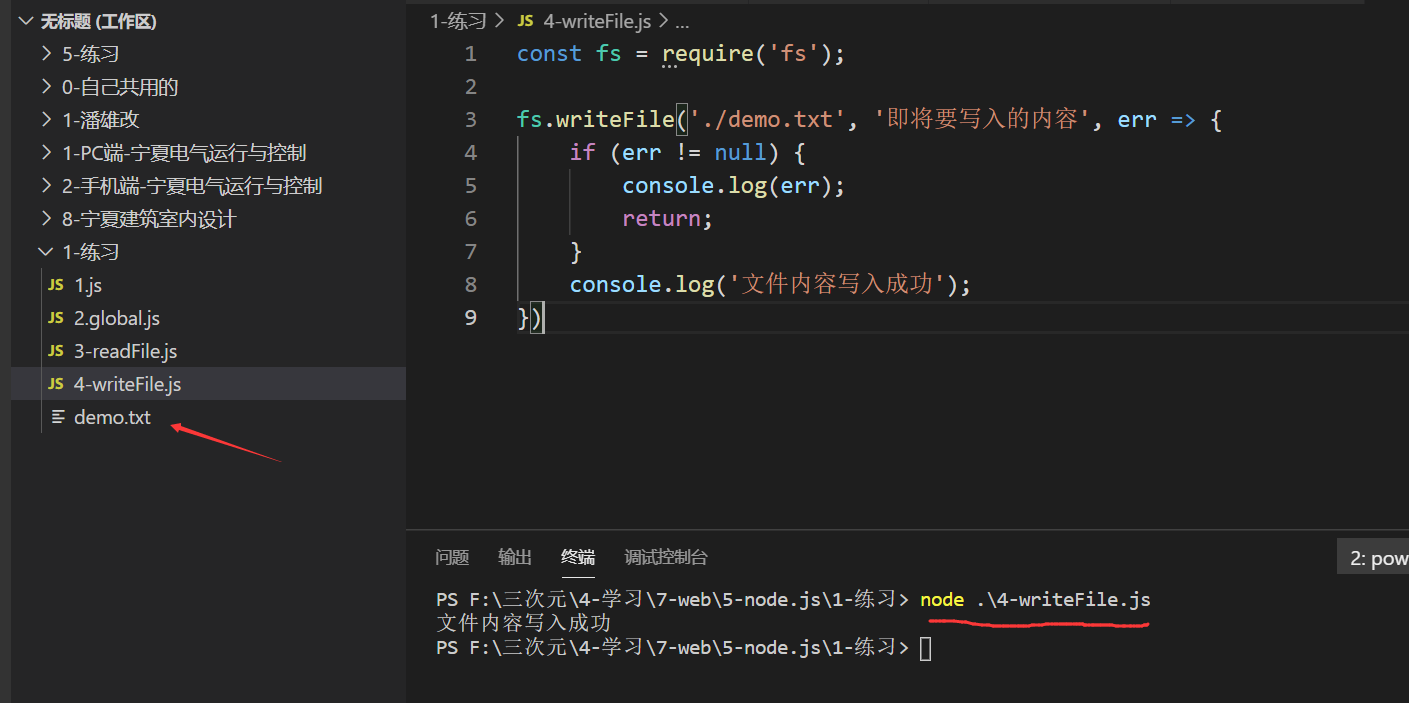 无标题 (工作区)
5-练习
0-自己共用的
1-潘雄改
1-PC端-宁夏电气运行与控制
2-手机端-宁夏电气运行与控制
8-宁夏建筑室内设计
1-练习
JS 1.js
JS 2.global.js
JS 3-readFile.js
JS 4-writeFile.js
demo.txt
1-练习 > JS 4-writeFile.js > ...
1 const fs = require('fs');
2
3 fs.writeFile('./demo.txt', '即将要写入的内容', err => {
4 if (err != null) {
5 console.log(err);
6 return;
7 }
8 console.log('文件内容写入成功');
9 })
问题 输出 终端 调试控制台 2: pow
PS F:\三次元\4-学习\7-web\5-node.js\1-练习> node .\4-writeFile.js
文件内容写入成功
PS F:\三次元\4-学习\7-web\5-node.js\1-练习>